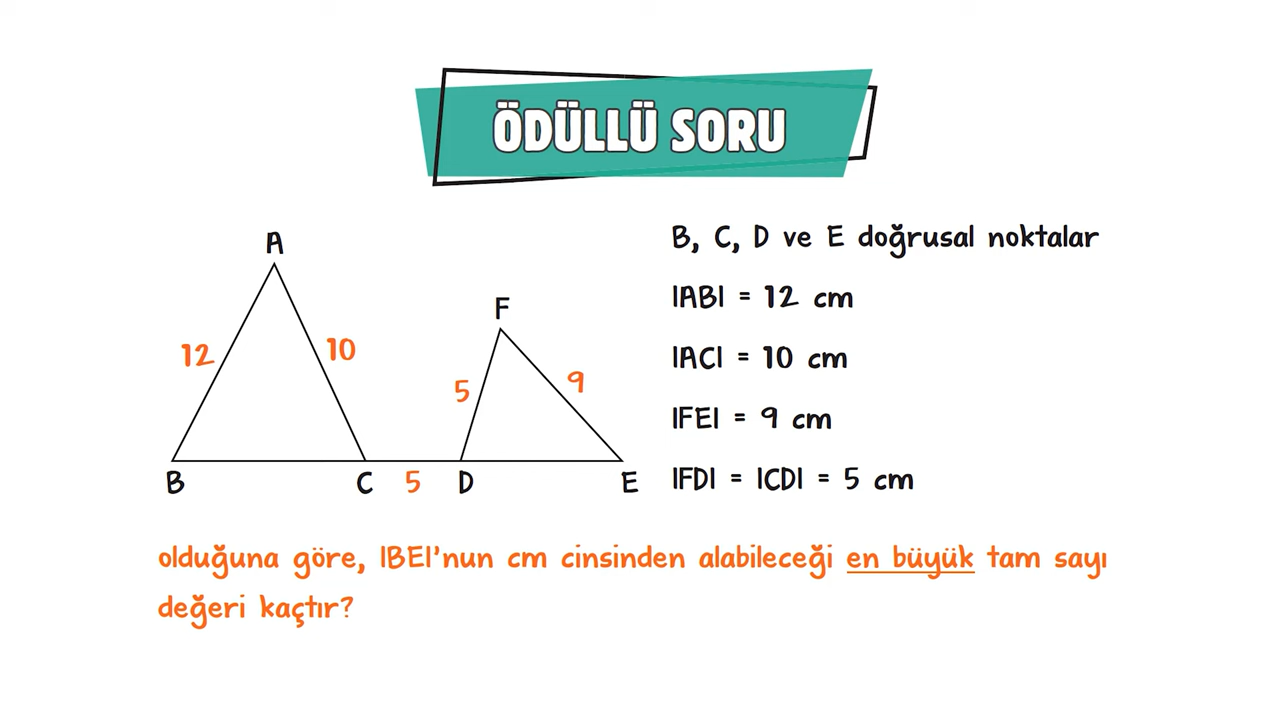 ÖDÜLLÜ SORU
A
12
10
B
C
5
D
F
5
9
E
B, C, D ve E doğrusal noktalar
|AB| = 12 cm
|AC| = 10 cm
|FE| = 9 cm
|FD| = |CD| = 5 cm
olduğuna göre, |BE|'nun cm cinsinden alabileceği en büyük tam sayı
değeri kaçtır?